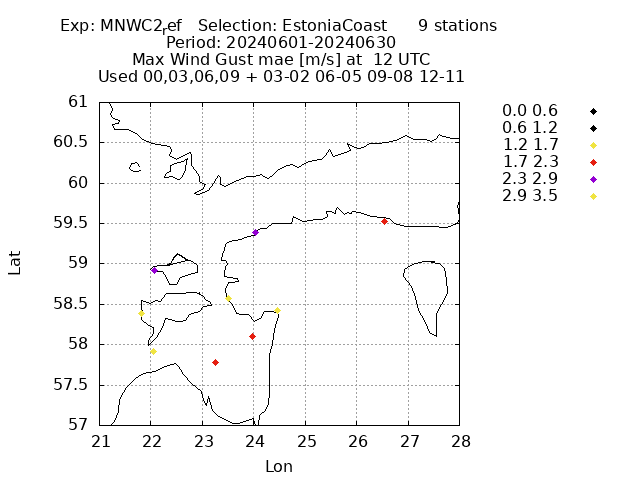 Exp: MNWC2ref   Selection: EstoniaCoast      9 stations
Period: 20240601-20240630
Max Wind Gust mae [m/s] at  12 UTC
Used 00,03,06,09 + 03-02 06-05 09-08 12-11
61
60.5
60
59.5
59
58.5
58
57.5
57
21 22 23 24 25 26 27 28
Lat
Lon
0.0 0.6
0.6 1.2
1.2 1.7
1.7 2.3
2.3 2.9
2.9 3.5